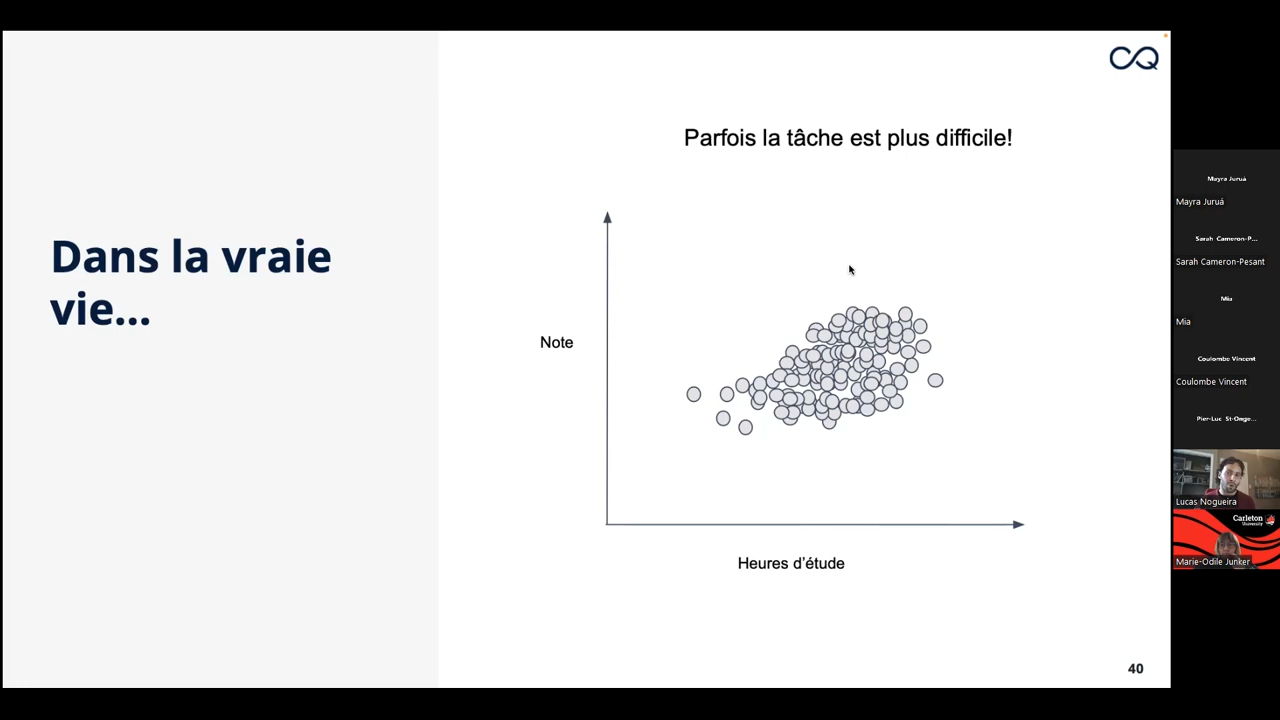 CQ
Parfois la tâche est plus difficile!
Dans la vraie
vie...
Note
Heures d'étude
40
Mayra Juruá
Mayra Juruá
Sarah Cameron-P...
Sarah Cameron-Pesant
Mia
Mia
Coulombe Vincent
Coulombe Vincent
Pier-Luc St-Onge...
Lucas Nogueira
Carleton
University
Marie-Odile Junker